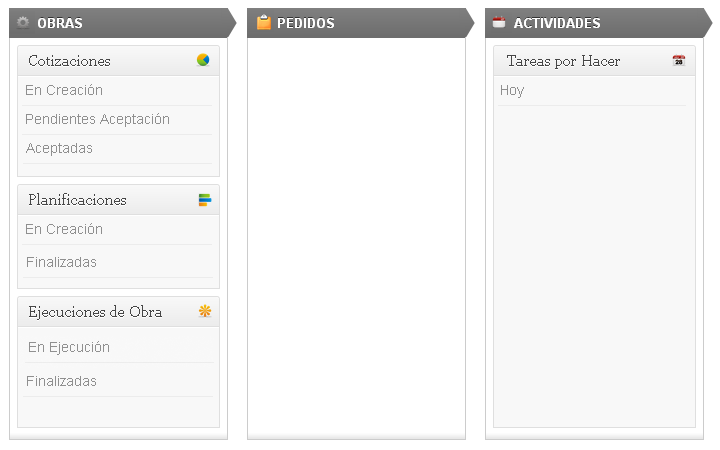 OBRAS
Cotizaciones
En Creación
Pendientes Aceptación
Aceptadas
Planificaciones
En Creación
Finalizadas
Ejecuciones de Obra
En Ejecución
Finalizadas
PEDIDOS
ACTIVIDADES
Tareas por Hacer
28
Hoy